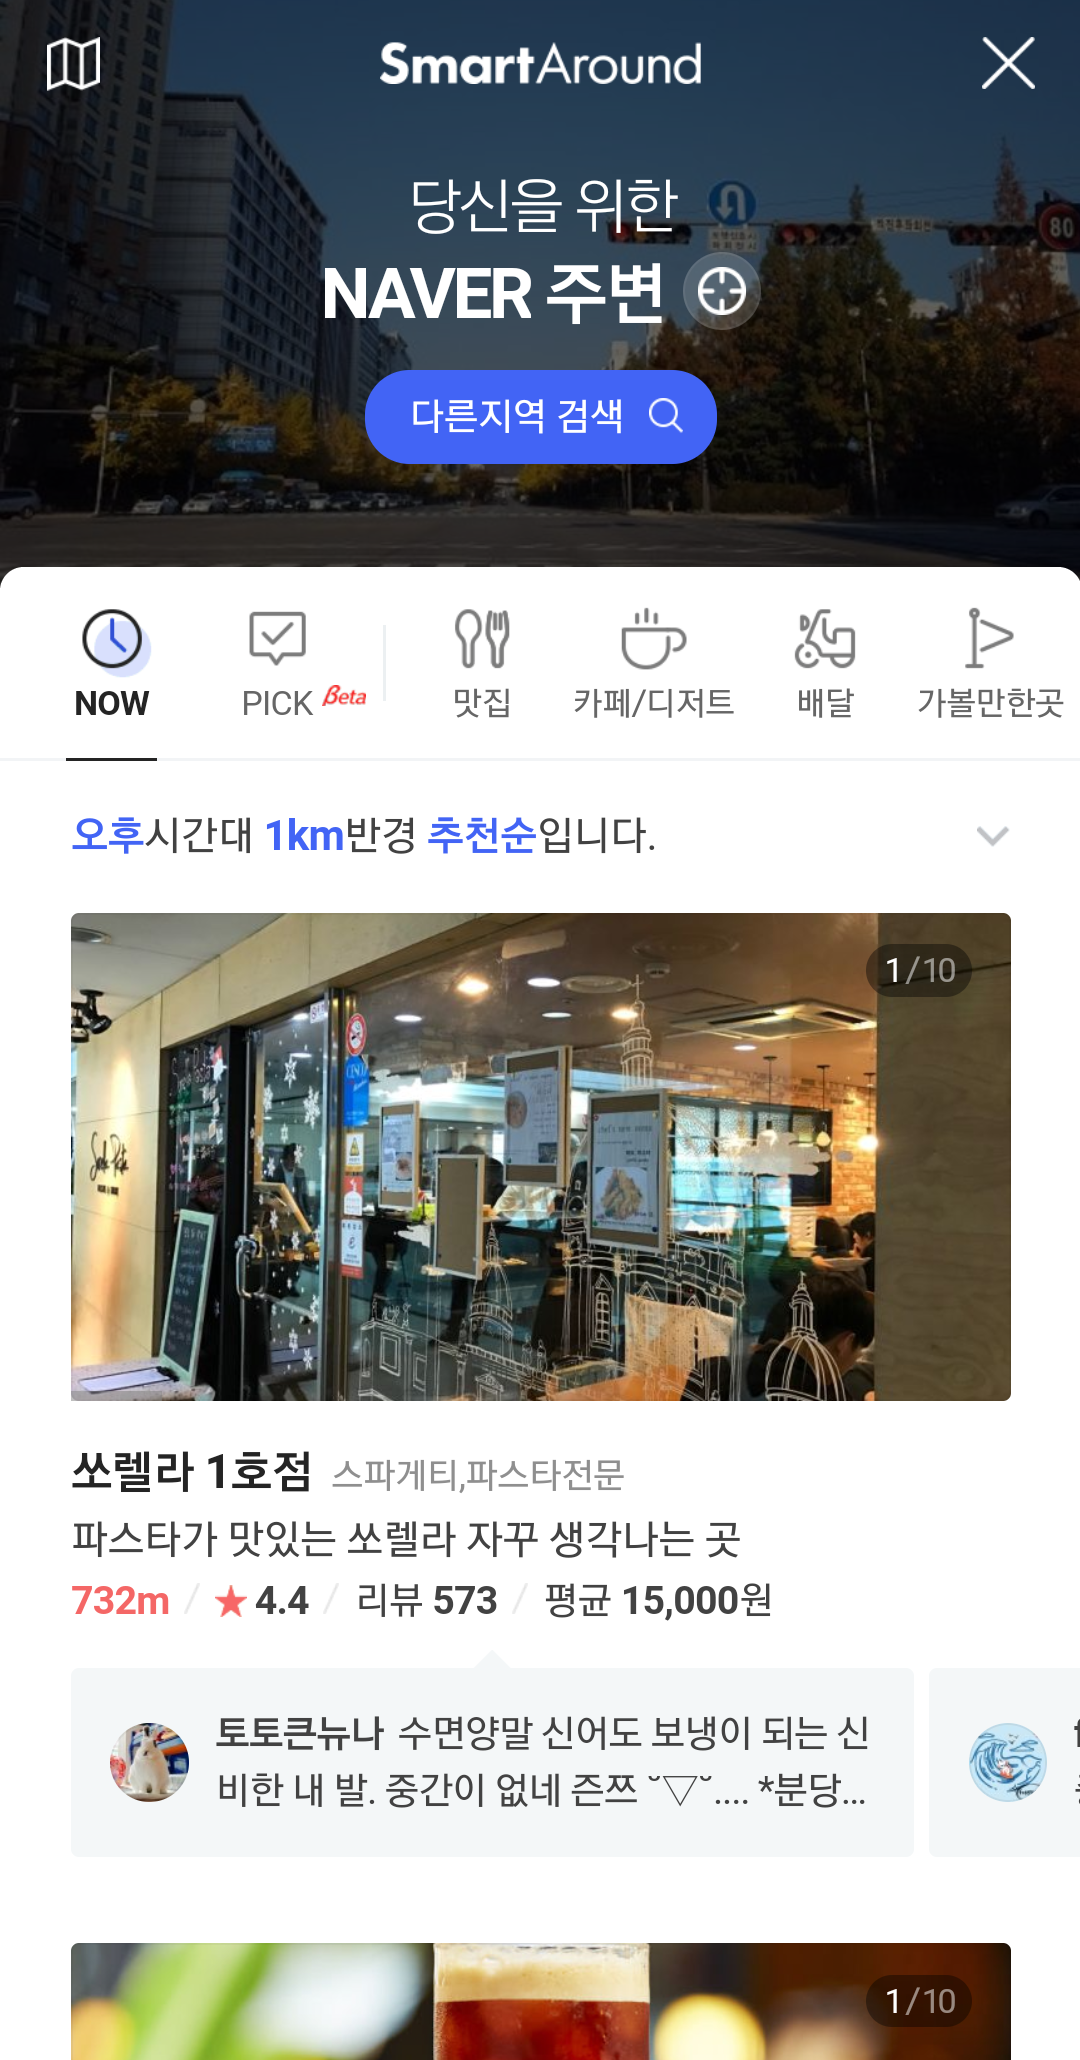 SmartAround
당신을 위한
NAVER 주변
다른지역 검색
NOW
PICK Beta
맛집
카페/디저트
배달
가볼만한곳
오후시간대 1km반경 추천순입니다.
1/10
쏘렐라 1호점 스파게티,파스타전문
파스타가 맛있는 쏘렐라 자꾸 생각나는 곳
732m / ★ 4.4 / 리뷰 573 / 평균 15,000원
토토큰뉴나 수면양말 신어도 보냉이 되는 신
비한 내 발. 중간이 없네 즌쯔 ˘▽˘.... *분당...
1/10
80